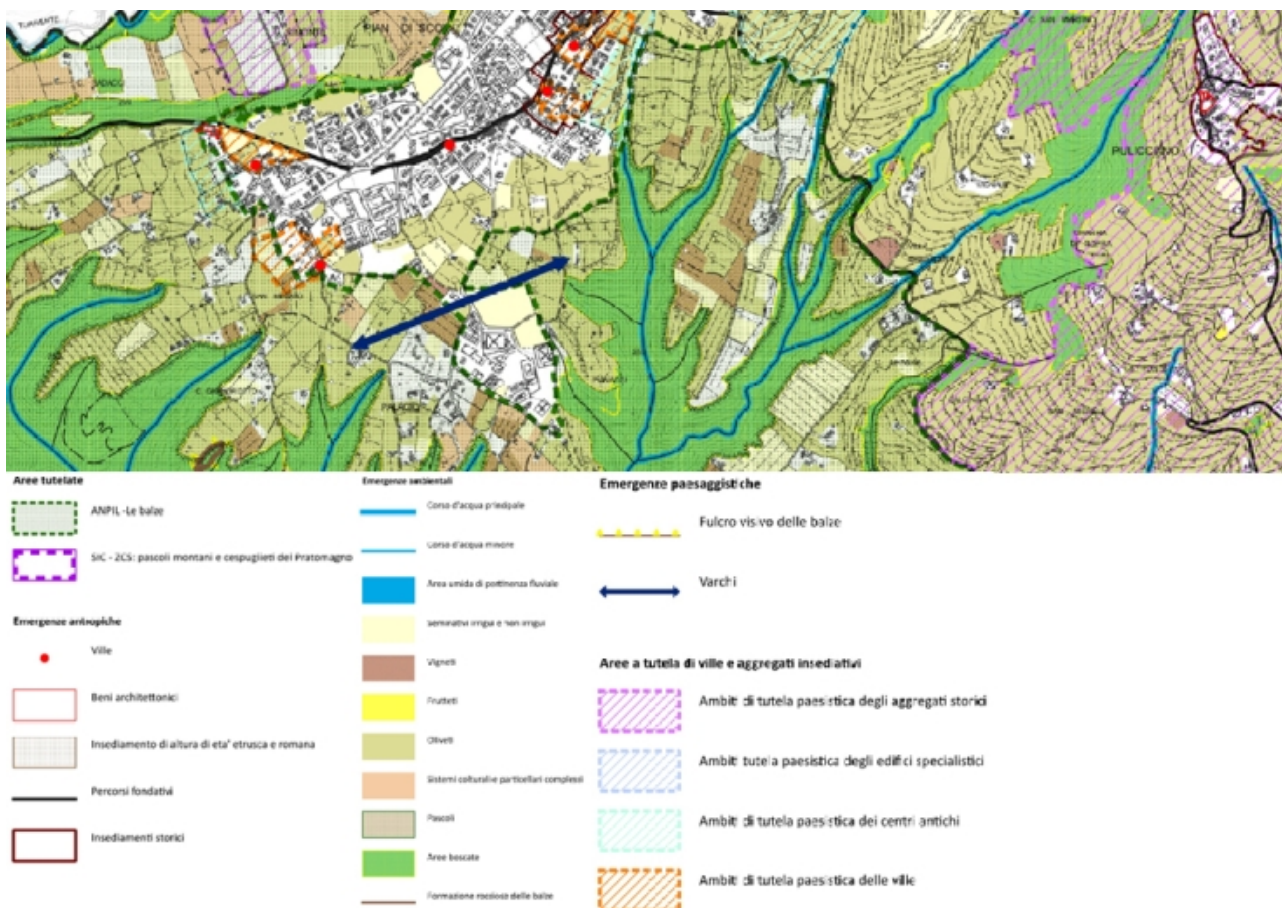 TORRENTE
PIAN DI SCO
PULICCIANO
Aree tutelate
ANPIL -Le balze
SIC - ZCS: pascoli montani e cespuglieti del Pratomagno
Emergenze antropiche
Ville
Beni architettonici
Insediamento di altura di eta' etrusca e romana
Percorsi fondativi
Insediamenti storici
Emergenze ambientali
Corso d'acqua principale
Corso d'acqua minore
Area umida di pertinenza fluviale
Seminativi irrigui e non irrigui
Vigneti
Frutteti
Oliveti
Sistemi colturali e particellari complessi
Pascoli
Aree boscate
Formazione rocciosa delle balze
Emergenze paesaggistiche
Fulcro visivo delle balze
Varchi
Aree a tutela di ville e aggregati insediativi
Ambiti di tutela paesistica degli aggregati storici
Ambiti tutela paesistica degli edifici specialistici
Ambiti di tutela paesistica dei centri antichi
Ambiti di tutela paesistica delle ville